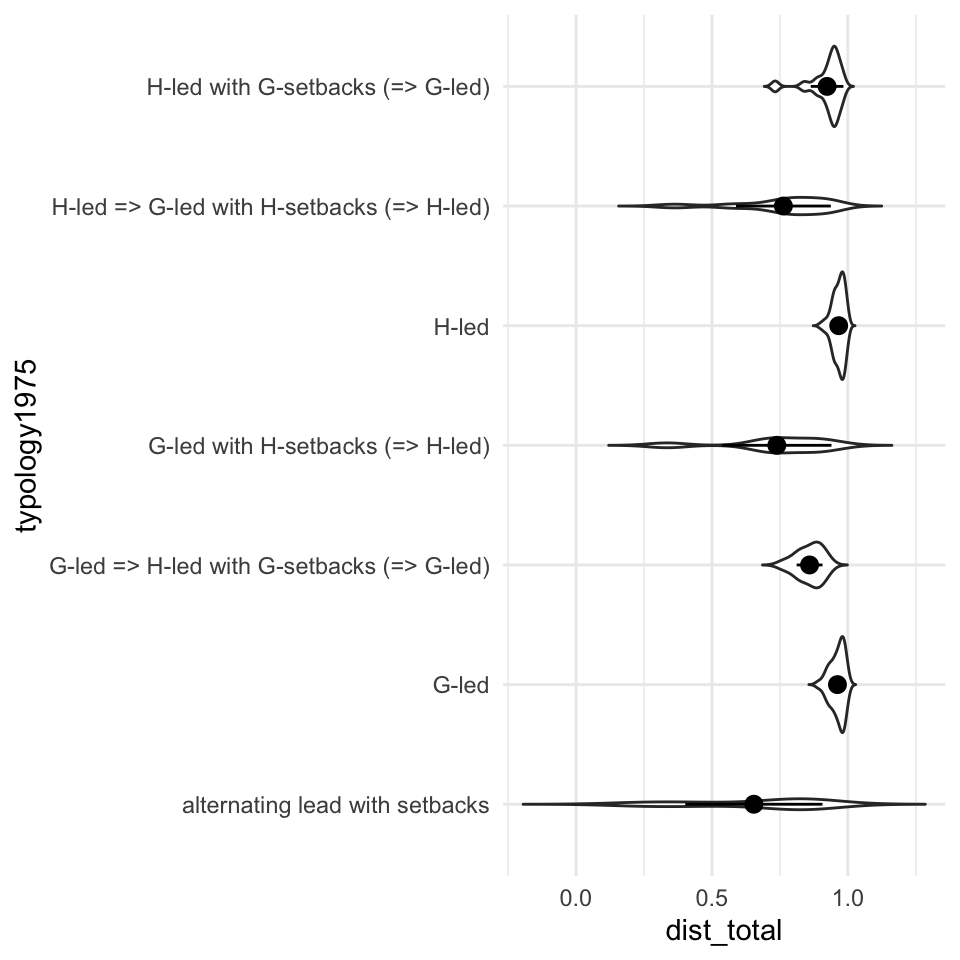 H-led with G-setbacks (=> G-led)
H-led => G-led with H-setbacks (=> H-led)
H-led
G-led with H-setbacks (=> H-led)
G-led => H-led with G-setbacks (=> G-led)
G-led
alternating lead with setbacks
typology1975
0.0 0.5 1.0
dist_total